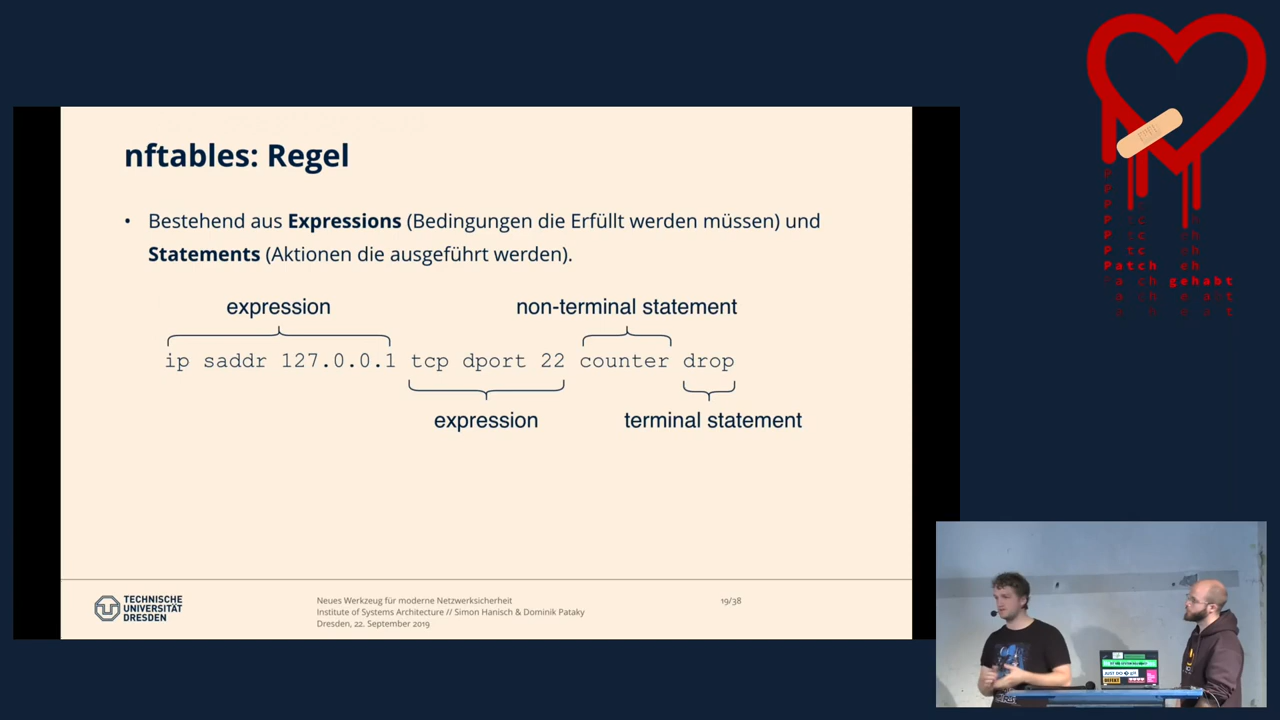 nftables: Regel
• Bestehend aus Expressions (Bedingungen die Erfüllt werden müssen) und
Statements (Aktionen die ausgeführt werden).
expression
non-terminal statement
ip saddr 127.0.0.1 tcp dport 22 counter drop
expression
terminal statement
TECHNISCHE
UNIVERSITÄT
DRESDEN
Neues Werkzeug für moderne Netzwerksicherheit
Institute of Systems Architecture // Simon Hanisch & Dominik Pataky
Dresden, 22. September 2019
19/38
Patch
gehabt